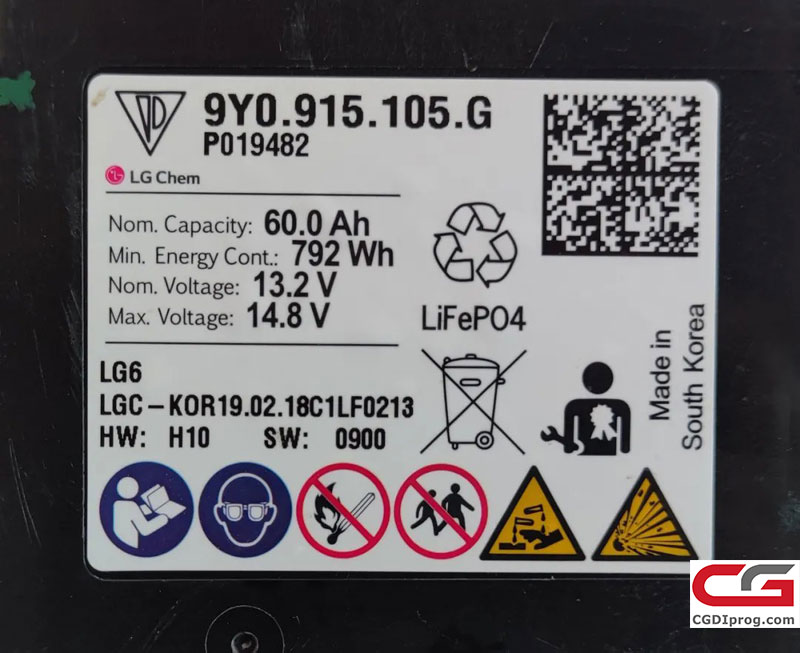 9Y0.915.105.G
P019482
LG Chem
Nom. Capacity: 60.0 Ah
Min. Energy Cont.: 792 Wh
Nom. Voltage: 13.2 V
Max. Voltage: 14.8 V
LiFePO4
LG6
LGC-KOR19.02.18C1LF0213
HW: H10 SW: 0900
Made in
South Korea
CG
CGDIprog.com